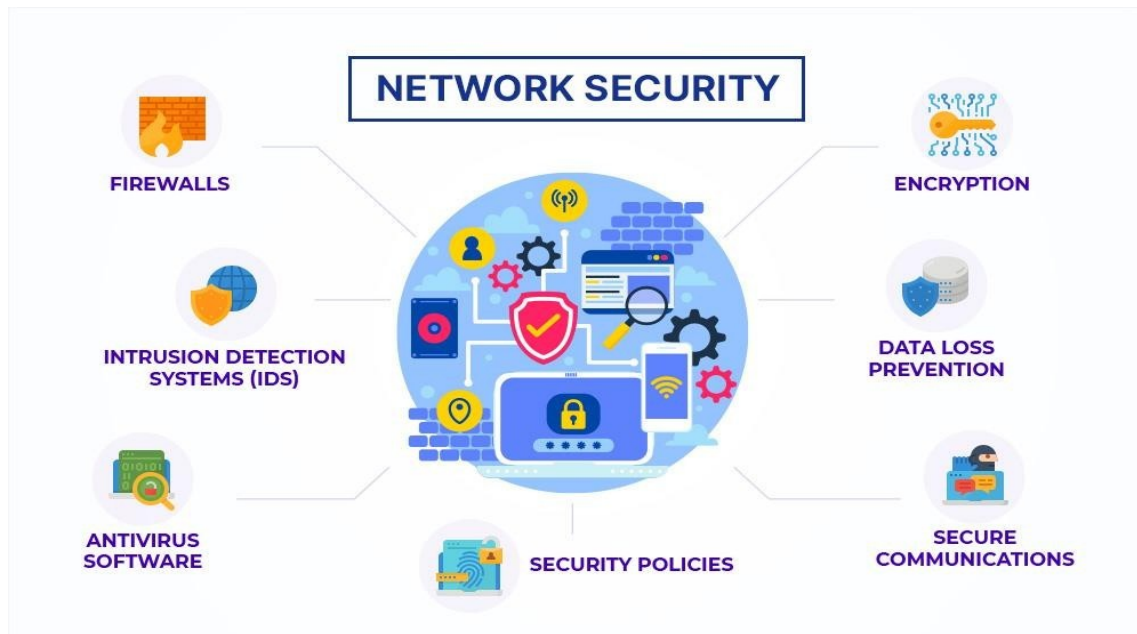 NETWORK SECURITY
FIREWALLS
ENCRYPTION
INTRUSION DETECTION
SYSTEMS (IDS)
DATA LOSS
PREVENTION
ANTIVIRUS
SOFTWARE
SECURITY POLICIES
SECURE
COMMUNICATIONS